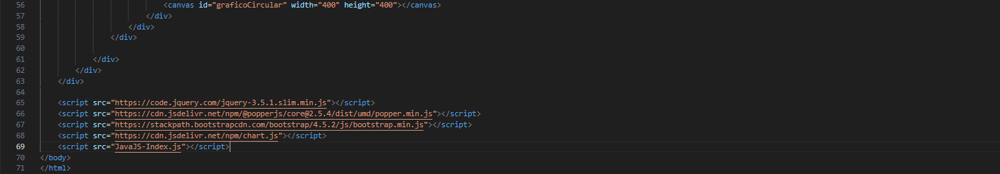 56 <canvas id="graficoCircular" width="400" height="400"></canvas>
57 </div>
58 </div>
59 </div>
60
61 </div>
62 </div>
63 </div>
64
65 <script src="https://code.jquery.com/jquery-3.5.1.slim.min.js"></script>
66 <script src="https://cdn.jsdelivr.net/npm/@popperjs/core@2.5.4/dist/umd/popper.min.js"></script>
67 <script src="https://stackpath.bootstrapcdn.com/bootstrap/4.5.2/js/bootstrap.min.js"></script>
68 <script src="https://cdn.jsdelivr.net/npm/chart.js"></script>
69 <script src="JavaJS-Index.js"></script>
70 </body>
71 </html>